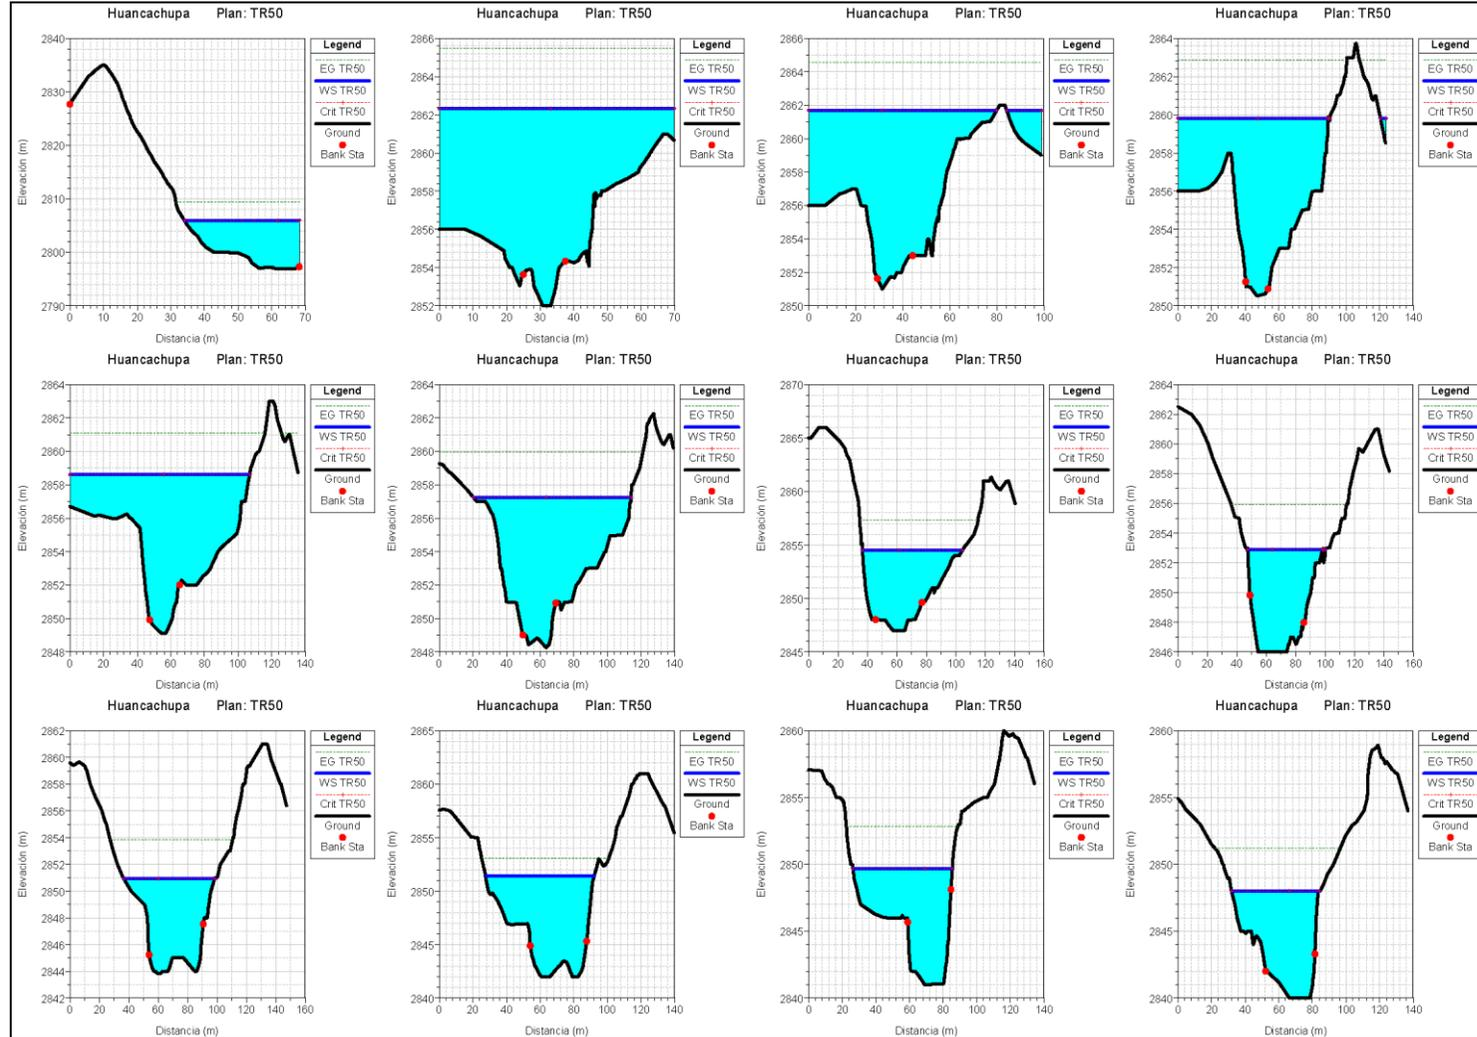 Huancachupa Plan: TR50
Elevación (m)
2840
2830
2820
2810
2800
2790
0 10 20 30 40 50 60 70
Distancia (m)
Legend
EG TR50
WS TR50
Crit TR50
Ground
Bank Sta
Huancachupa Plan: TR50
Elevación (m)
2866
2864
2862
2860
2858
2856
2854
2852
0 10 20 30 40 50 60 70
Distancia (m)
Legend
EG TR50
WS TR50
Crit TR50
Ground
Bank Sta
Huancachupa Plan: TR50
Elevación (m)
2866
2864
2862
2860
2858
2856
2854
2852
2850
0 20 40 60 80 100
Distancia (m)
Legend
EG TR50
WS TR50
Crit TR50
Ground
Bank Sta
Huancachupa Plan: TR50
Elevación (m)
2864
2862
2860
2858
2856
2854
2852
2850
0 20 40 60 80 100 120 140
Distancia (m)
Legend
EG TR50
WS TR50
Crit TR50
Ground
Bank Sta
Huancachupa Plan: TR50
Elevación (m)
2864
2862
2860
2858
2856
2854
2852
2850
2848
0 20 40 60 80 100 120 140
Distancia (m)
Legend
EG TR50
WS TR50
Crit TR50
Ground
Bank Sta
Huancachupa Plan: TR50
Elevación (m)
2864
2862
2860
2858
2856
2854
2852
2850
2848
0 20 40 60 80 100 120 140
Distancia (m)
Legend
EG TR50
WS TR50
Crit TR50
Ground
Bank Sta
Huancachupa Plan: TR50
Elevación (m)
2870
2865
2860
2855
2850
2845
0 20 40 60 80 100 120 140 160
Distancia (m)
Legend
EG TR50
WS TR50
Crit TR50
Ground
Bank Sta
Huancachupa Plan: TR50
Elevación (m)
2864
2862
2860
2858
2856
2854
2852
2850
2848
2846
0 20 40 60 80 100 120 140 160
Distancia (m)
Legend
EG TR50
WS TR50
Crit TR50
Ground
Bank Sta
Huancachupa Plan: TR50
Elevación (m)
2862
2860
2858
2856
2854
2852
2850
2848
2846
2844
2842
0 20 40 60 80 100 120 140 160
Distancia (m)
Legend
EG TR50
WS TR50
Crit TR50
Ground
Bank Sta
Huancachupa Plan: TR50
Elevación (m)
2865
2860
2855
2850
2845
2840
0 20 40 60 80 100 120 140
Distancia (m)
Legend
EG TR50
WS TR50
Ground
Bank Sta
Huancachupa Plan: TR50
Elevación (m)
2860
2855
2850
2845
2840
0 20 40 60 80 100 120 140
Distancia (m)
Legend
EG TR50
WS TR50
Crit TR50
Ground
Bank Sta
Huancachupa Plan: TR50
Elevación (m)
2860
2855
2850
2845
2840
0 20 40 60 80 100 120 140
Distancia (m)
Legend
EG TR50
WS TR50
Crit TR50
Ground
Bank Sta